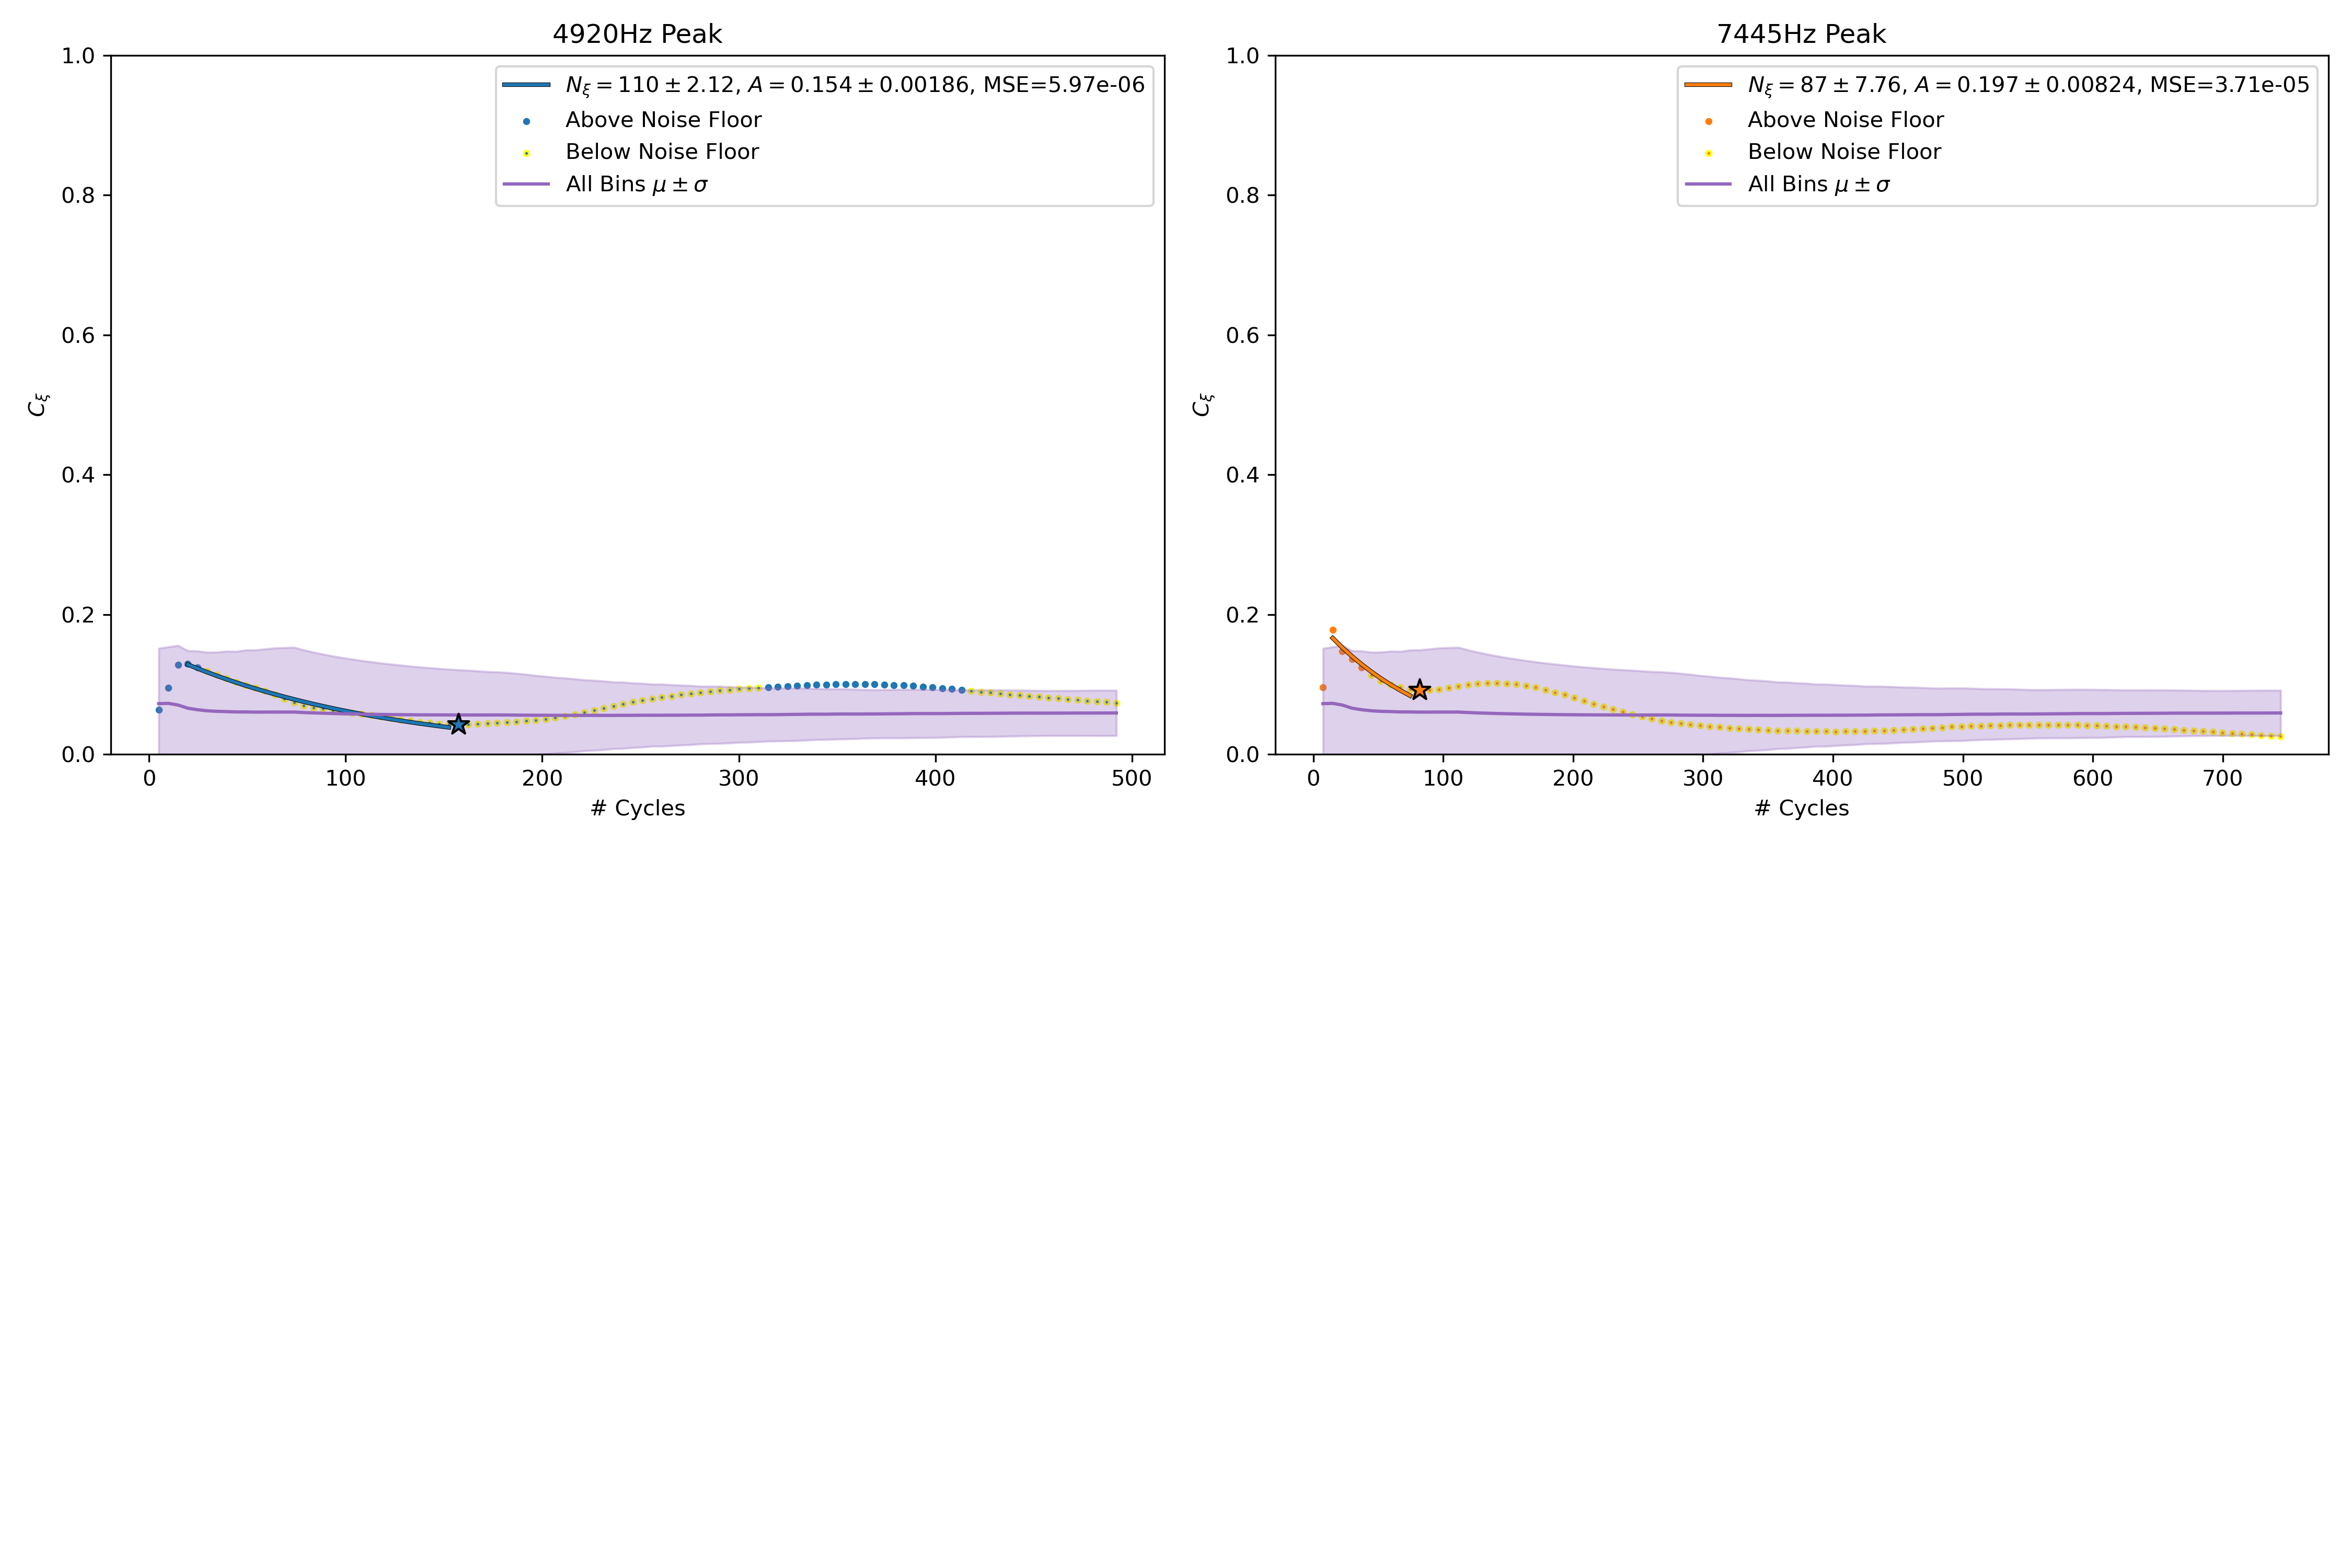 4920Hz Peak
1.0
0.8
0.6
0.4
0.2
0.0
C_ξ
N_ξ = 110 ± 2.12, A = 0.154 ± 0.00186, MSE=5.97e-06
Above Noise Floor
Below Noise Floor
All Bins μ ± σ
0 100 200 300 400 500
# Cycles
7445Hz Peak
1.0
0.8
0.6
0.4
0.2
0.0
C_ξ
N_ξ = 87 ± 7.76, A = 0.197 ± 0.00824, MSE=3.71e-05
Above Noise Floor
Below Noise Floor
All Bins μ ± σ
0 100 200 300 400 500 600 700
# Cycles